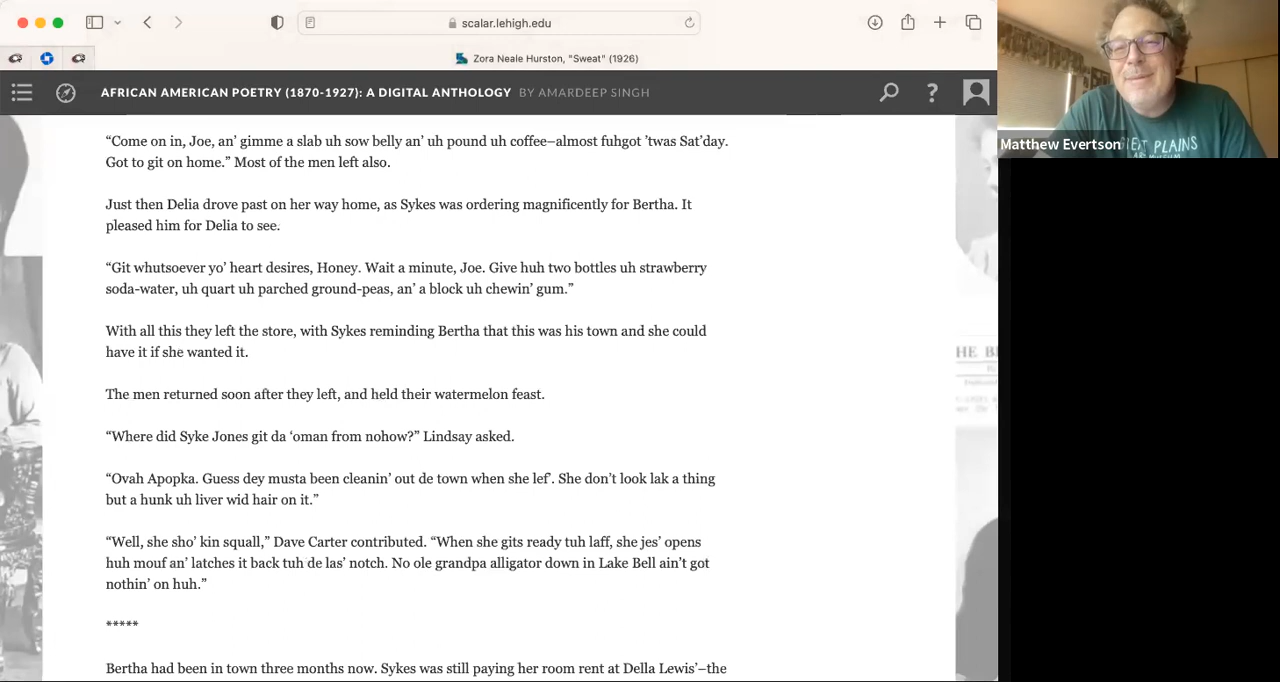 scalar.lehigh.edu
Zora Neale Hurston, "Sweat" (1926)
AFRICAN AMERICAN POETRY (1870-1927): A DIGITAL ANTHOLOGY BY AMARDEEP SINGH
“Come on in, Joe, an’ gimme a slab uh sow belly an’ uh pound uh coffee–almost fuhgot ’twas Sat’day.
Got to git on home.” Most of the men left also.
Just then Delia drove past on her way home, as Sykes was ordering magnificently for Bertha. It
pleased him for Delia to see.
“Git whutsoever yo’ heart desires, Honey. Wait a minute, Joe. Give huh two bottles uh strawberry
soda-water, uh quart uh parched ground-peas, an’ a block uh chewin’ gum.”
With all this they left the store, with Sykes reminding Bertha that this was his town and she could
have it if she wanted it.
The men returned soon after they left, and held their watermelon feast.
“Where did Syke Jones git da ‘oman from nohow?” Lindsay asked.
“Ovah Apopka. Guess dey musta been cleanin’ out de town when she lef’. She don’t look lak a thing
but a hunk uh liver wid hair on it.”
“Well, she sho’ kin squall,” Dave Carter contributed. “When she gits ready tuh laff, she jes’ opens
huh mouf an’ latches it back tuh de las’ notch. No ole grandpa alligator down in Lake Bell ain’t got
nothin’ on huh.”
*****
Bertha had been in town three months now. Sykes was still paying her room rent at Della Lewis’–the
Matthew Evertson
PLAINS
HE B